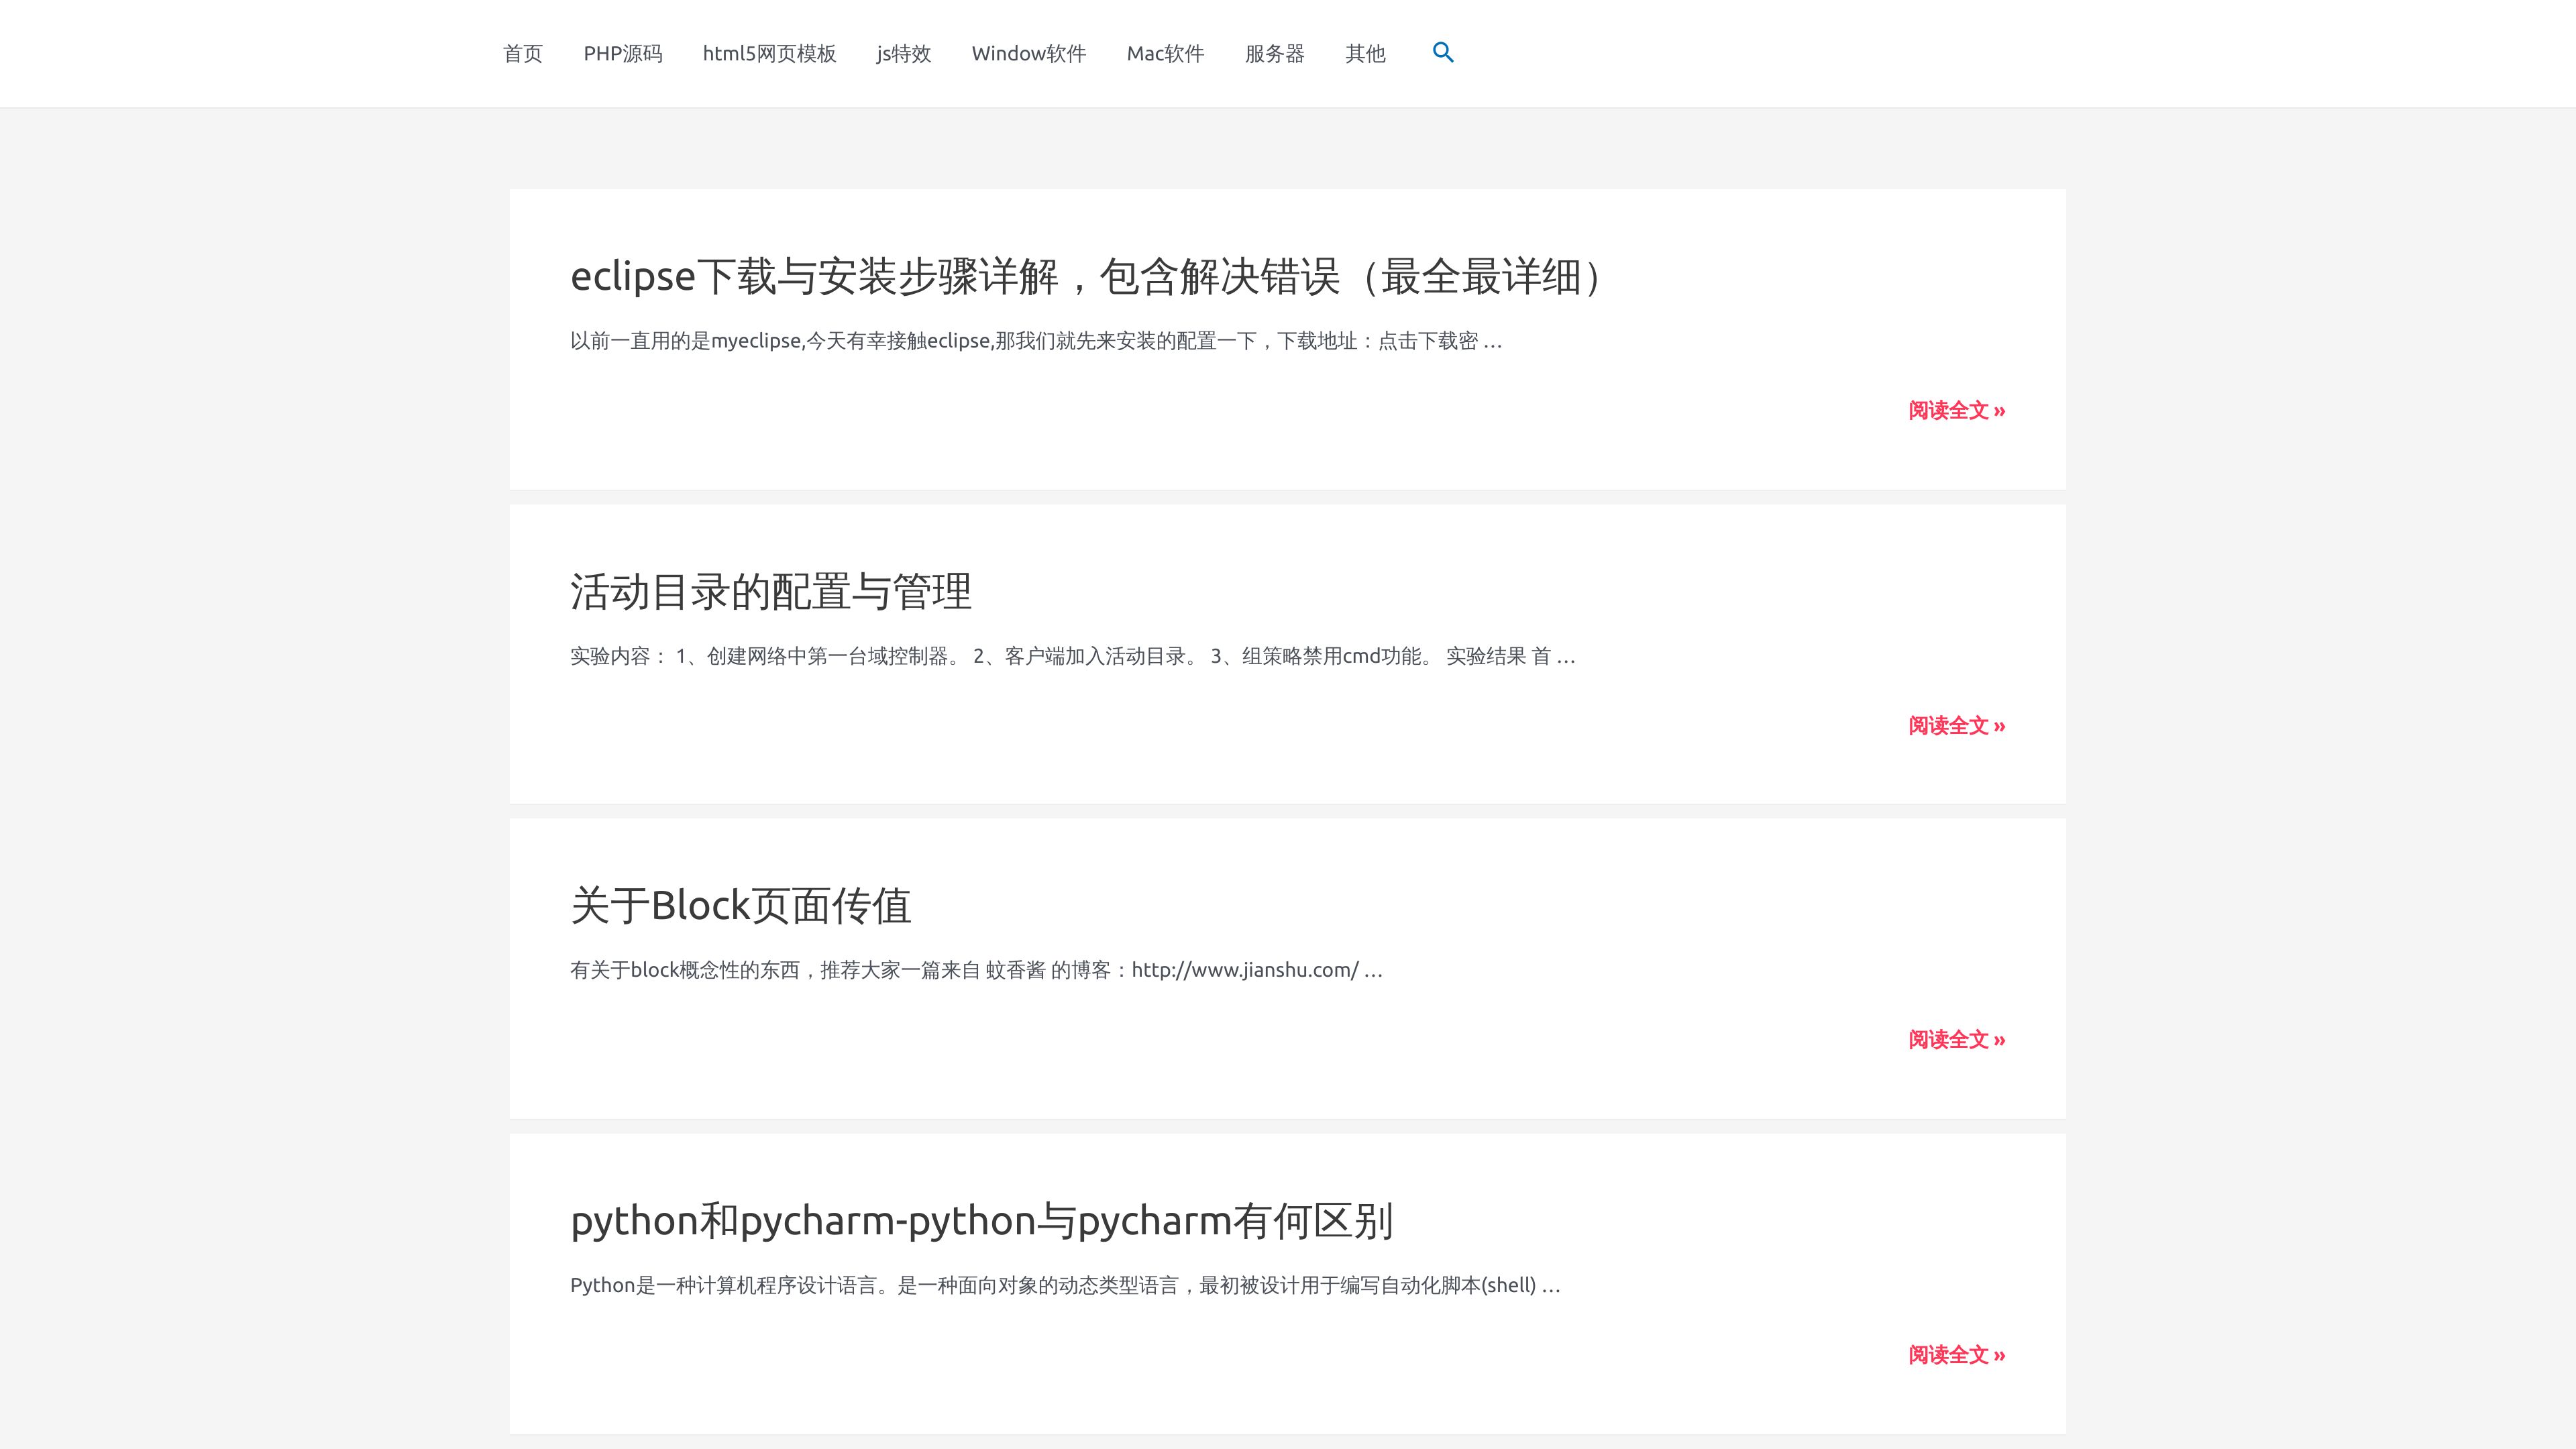 首页 PHP源码 html5网页模板 js特效 Window软件 Mac软件 服务器 其他
eclipse下载与安装步骤详解，包含解决错误（最全最详细）
以前一直用的是myeclipse,今天有幸接触eclipse,那我们就先来安装的配置一下，下载地址：点击下载密 …
阅读全文 »
活动目录的配置与管理
实验内容： 1、创建网络中第一台域控制器。 2、客户端加入活动目录。 3、组策略禁用cmd功能。 实验结果 首 …
阅读全文 »
关于Block页面传值
有关于block概念性的东西，推荐大家一篇来自 蚊香酱 的博客：http://www.jianshu.com/ …
阅读全文 »
python和pycharm-python与pycharm有何区别
Python是一种计算机程序设计语言。是一种面向对象的动态类型语言，最初被设计用于编写自动化脚本(shell) …
阅读全文 »